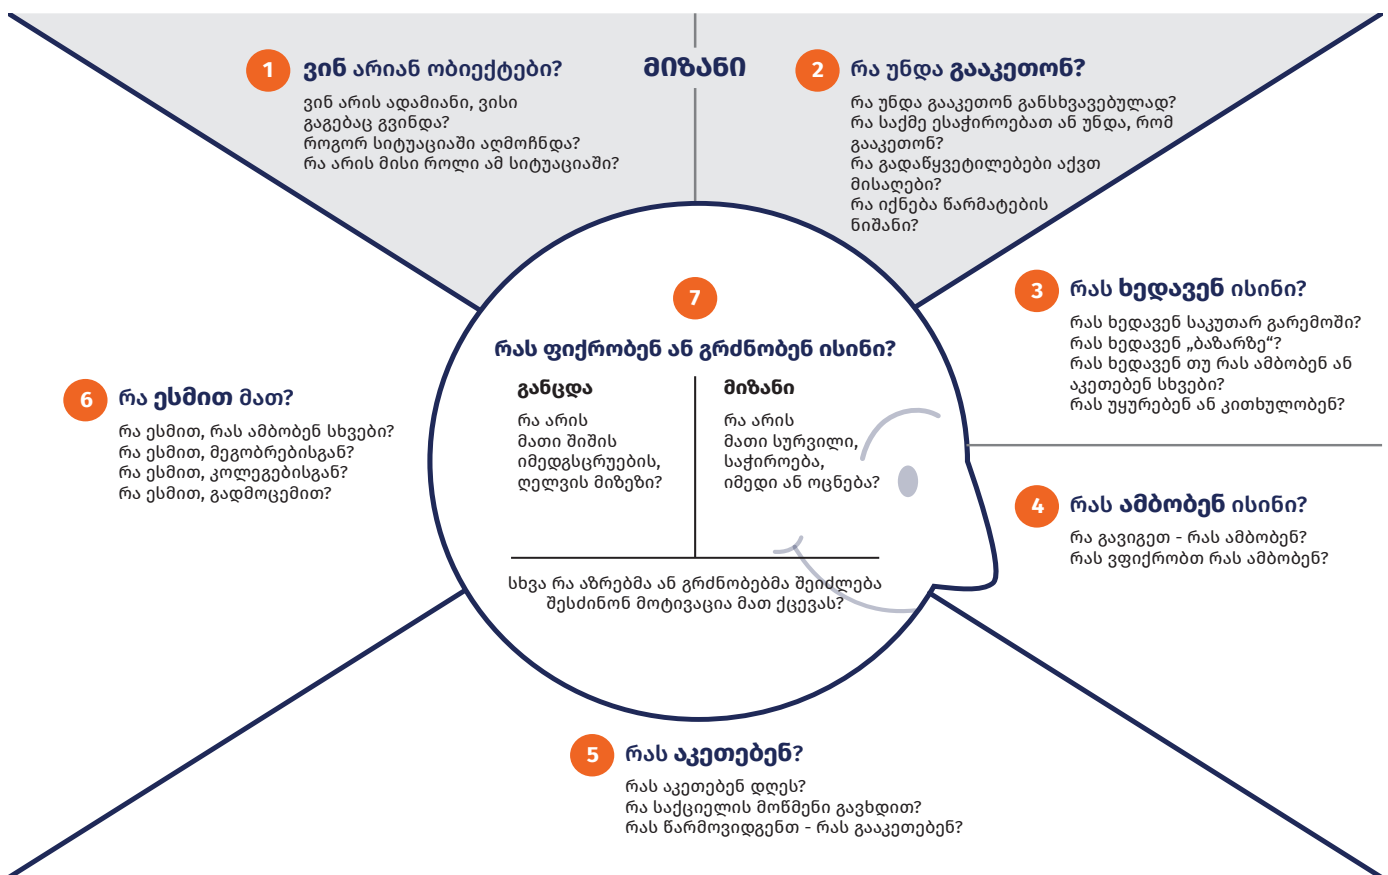 მიზანი
1 ვინ არიან ობიექტები?
ვინ არის ადამიანი, ვისი
გაგებაც გვინდა?
როგორ სიტუაციაში აღმოჩნდა?
რა არის მისი როლი ამ სიტუაციაში?
2 რა უნდა გააკეთონ?
რა უნდა გააკეთონ განსხვავებულად?
რა საქმე ესაჭიროებათ ან უნდა, რომ
გააკეთონ?
რა გადაწყვეტილებები აქვთ
მისაღები?
რა იქნება წარმატების
ნიშანი?
3 რას ხედავენ ისინი?
რას ხედავენ საკუთარ გარემოში?
რას ხედავენ „ბაზარზე“?
რას ხედავენ თუ რას ამბობენ ან
აკეთებენ სხვები?
რას უყურებენ ან კითხულობენ?
4 რას ამბობენ ისინი?
რა გავიგეთ - რას ამბობენ?
რას ვფიქრობთ რას ამბობენ?
5 რას აკეთებენ?
რას აკეთებენ დღეს?
რა საქციელის მოწმენი გავხდით?
რას წარმოვიდგენთ - რას გააკეთებენ?
6 რა ესმით მათ?
რა ესმით, რას ამბობენ სხვები?
რა ესმით, მეგობრებისგან?
რა ესმით, კოლეგებისგან?
რა ესმით, გადმოცემით?
7
რას ფიქრობენ ან გრძნობენ ისინი?
განცდა
რა არის
მათი შიშის
იმედგსცრუების,
ღელვის მიზეზი?
მიზანი
რა არის
მათი სურვილი,
საჭიროება,
იმედი ან ოცნება?
სხვა რა აზრებმა ან გრძნობებმა შეიძლება
შესძინონ მოტივაცია მათ ქცევას?